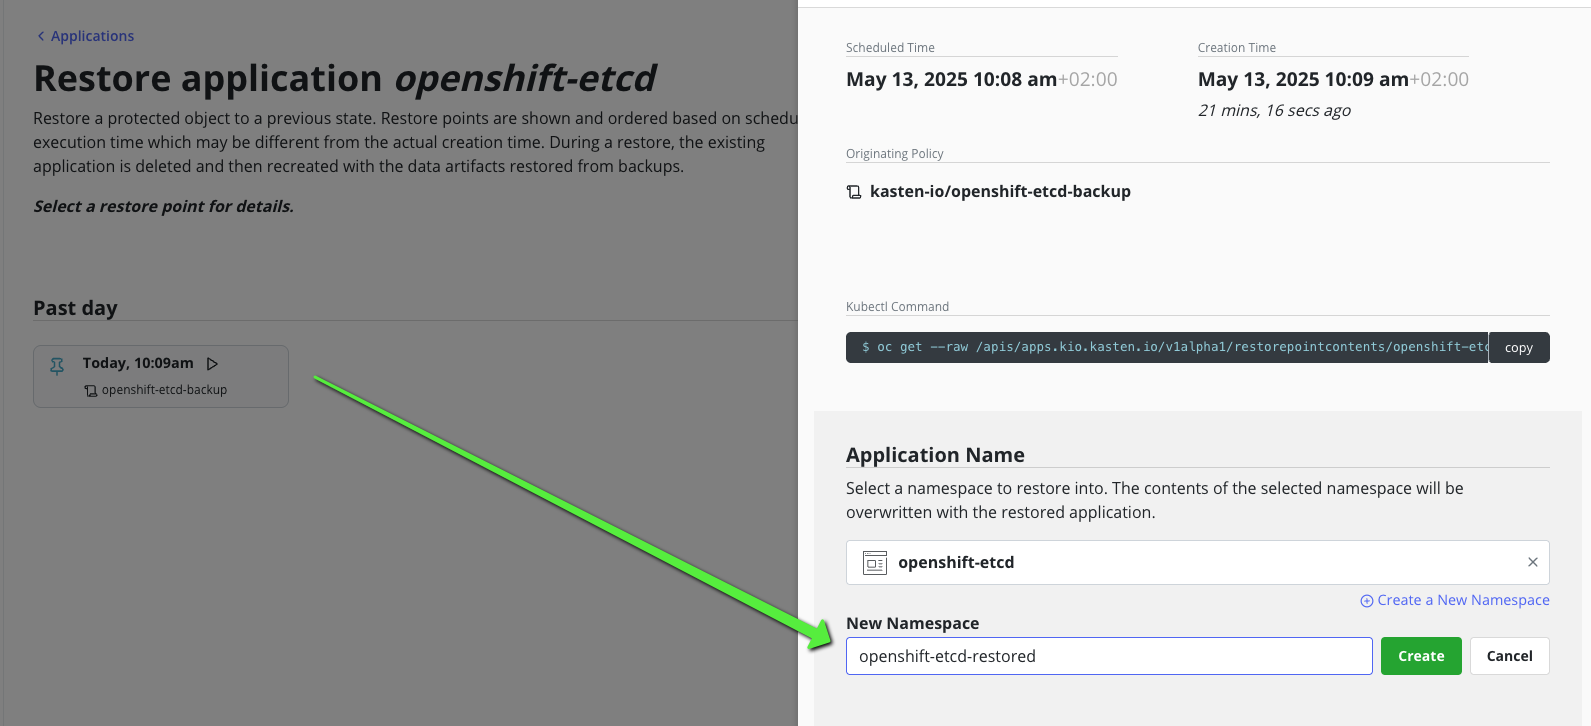 Applications
Restore application openshift-etcd
Restore a protected object to a previous state. Restore points are shown and ordered based on schedu
execution time which may be different from the actual creation time. During a restore, the existing
application is deleted and then recreated with the data artifacts restored from backups.
Select a restore point for details.
Past day
Today, 10:09am
openshift-etcd-backup
Scheduled Time
May 13, 2025 10:08 am+02:00
Creation Time
May 13, 2025 10:09 am+02:00
21 mins, 16 secs ago
Originating Policy
kasten-io/openshift-etcd-backup
Kubectl Command
$ oc get --raw /apis/apps.kio.kasten.io/v1alpha1/restorepointcontents/openshift-etc
copy
Application Name
Select a namespace to restore into. The contents of the selected namespace will be
overwritten with the restored application.
openshift-etcd
Create a New Namespace
New Namespace
openshift-etcd-restored
Create
Cancel